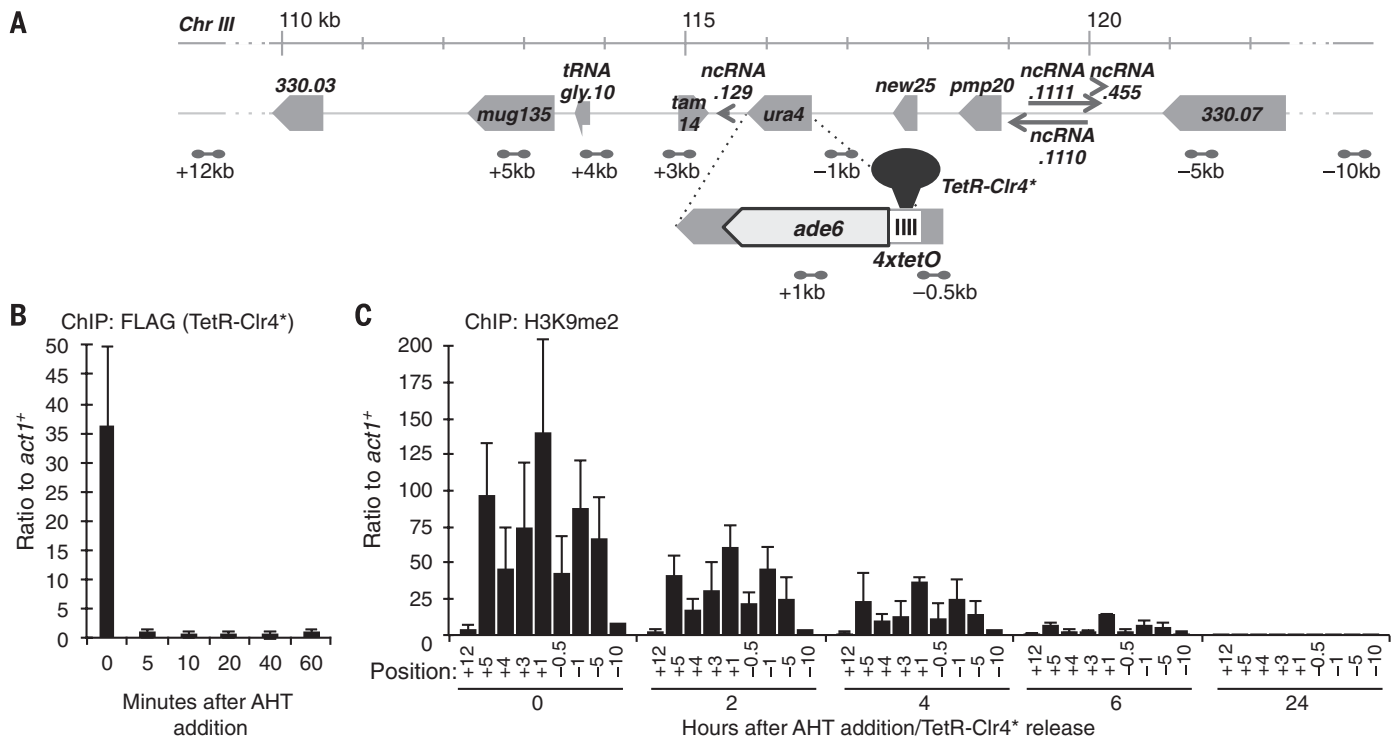 A
Chr III
110 kb
115
120
330.03
mug135
tRNA
gly.10
tam
14
ncRNA
.129
ura4
new25
pmp20
ncRNA
.1111
ncRNA
.455
ncRNA
.1110
330.07
+12kb
+5kb
+4kb
+3kb
−1kb
−5kb
−10kb
TetR-Clr4*
ade6
4xtetO
+1kb
−0.5kb
B
ChIP: FLAG (TetR-Clr4*)
Ratio to act1+
50
45
40
35
30
25
20
15
10
5
0
0 5 10 20 40 60
Minutes after AHT
addition
C
ChIP: H3K9me2
Ratio to act1+
200
175
150
125
100
75
50
25
0
Position:
+12 +5 +4 +3 +1 −0.5 −1 −5 −10
+12 +5 +4 +3 +1 −0.5 −1 −5 −10
+12 +5 +4 +3 +1 −0.5 −1 −5 −10
+12 +5 +4 +3 +1 −0.5 −1 −5 −10
+12 +5 +4 +3 +1 −0.5 −1 −5 −10
0 2 4 6 24
Hours after AHT addition/TetR-Clr4* release